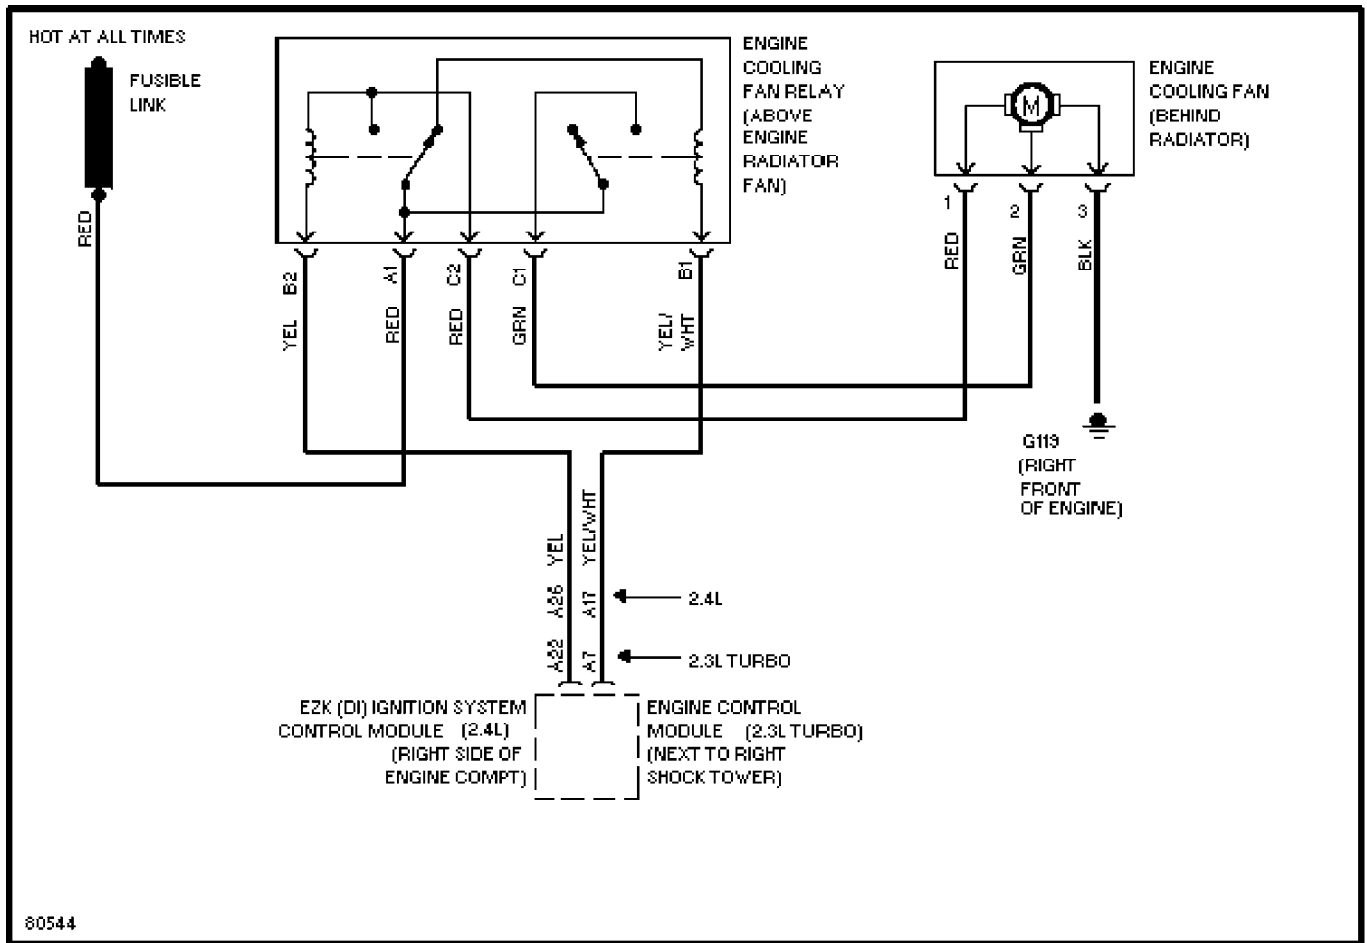 HOT AT ALL TIMES
FUSIBLE
LINK
RED
ENGINE
COOLING
FAN RELAY
(ABOVE
ENGINE
RADIATOR
FAN)
ENGINE
COOLING FAN
(BEHIND
RADIATOR)
M
B2
A1
C2
C1
B1
YEL
RED
RED
GRN
YEL/
WHT
1
2
3
RED
GRN
BLK
G113
(RIGHT
FRONT
OF ENGINE)
YEL
YEL/WHT
A26
A17
2.4L
A22
A7
2.3L TURBO
EZK (DI) IGNITION SYSTEM
CONTROL MODULE (2.4L)
(RIGHT SIDE OF
ENGINE COMPT)
ENGINE CONTROL
MODULE (2.3L TURBO)
(NEXT TO RIGHT
SHOCK TOWER)
80544